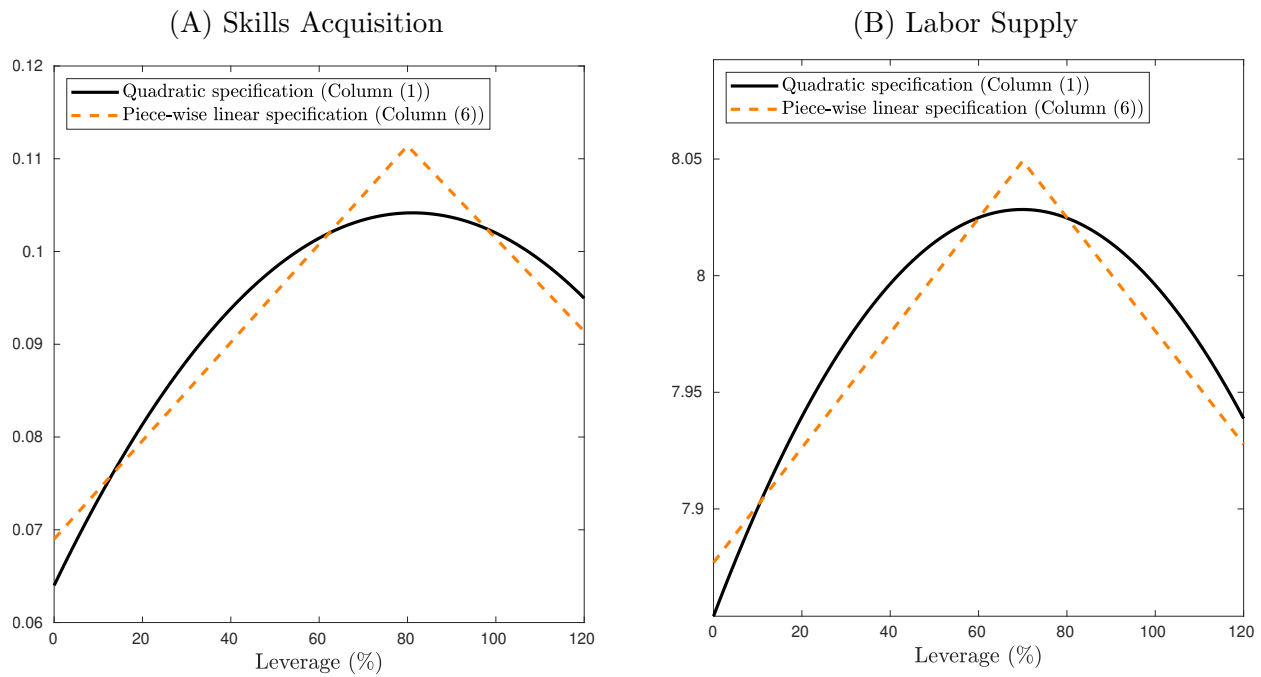 (A) Skills Acquisition
0.12
0.11
0.1
0.09
0.08
0.07
0.06
Quadratic specification (Column (1))
Piece-wise linear specification (Column (6))
0 20 40 60 80 100 120
Leverage (%)
(B) Labor Supply
8.05
8
7.95
7.9
Quadratic specification (Column (1))
Piece-wise linear specification (Column (6))
0 20 40 60 80 100 120
Leverage (%)